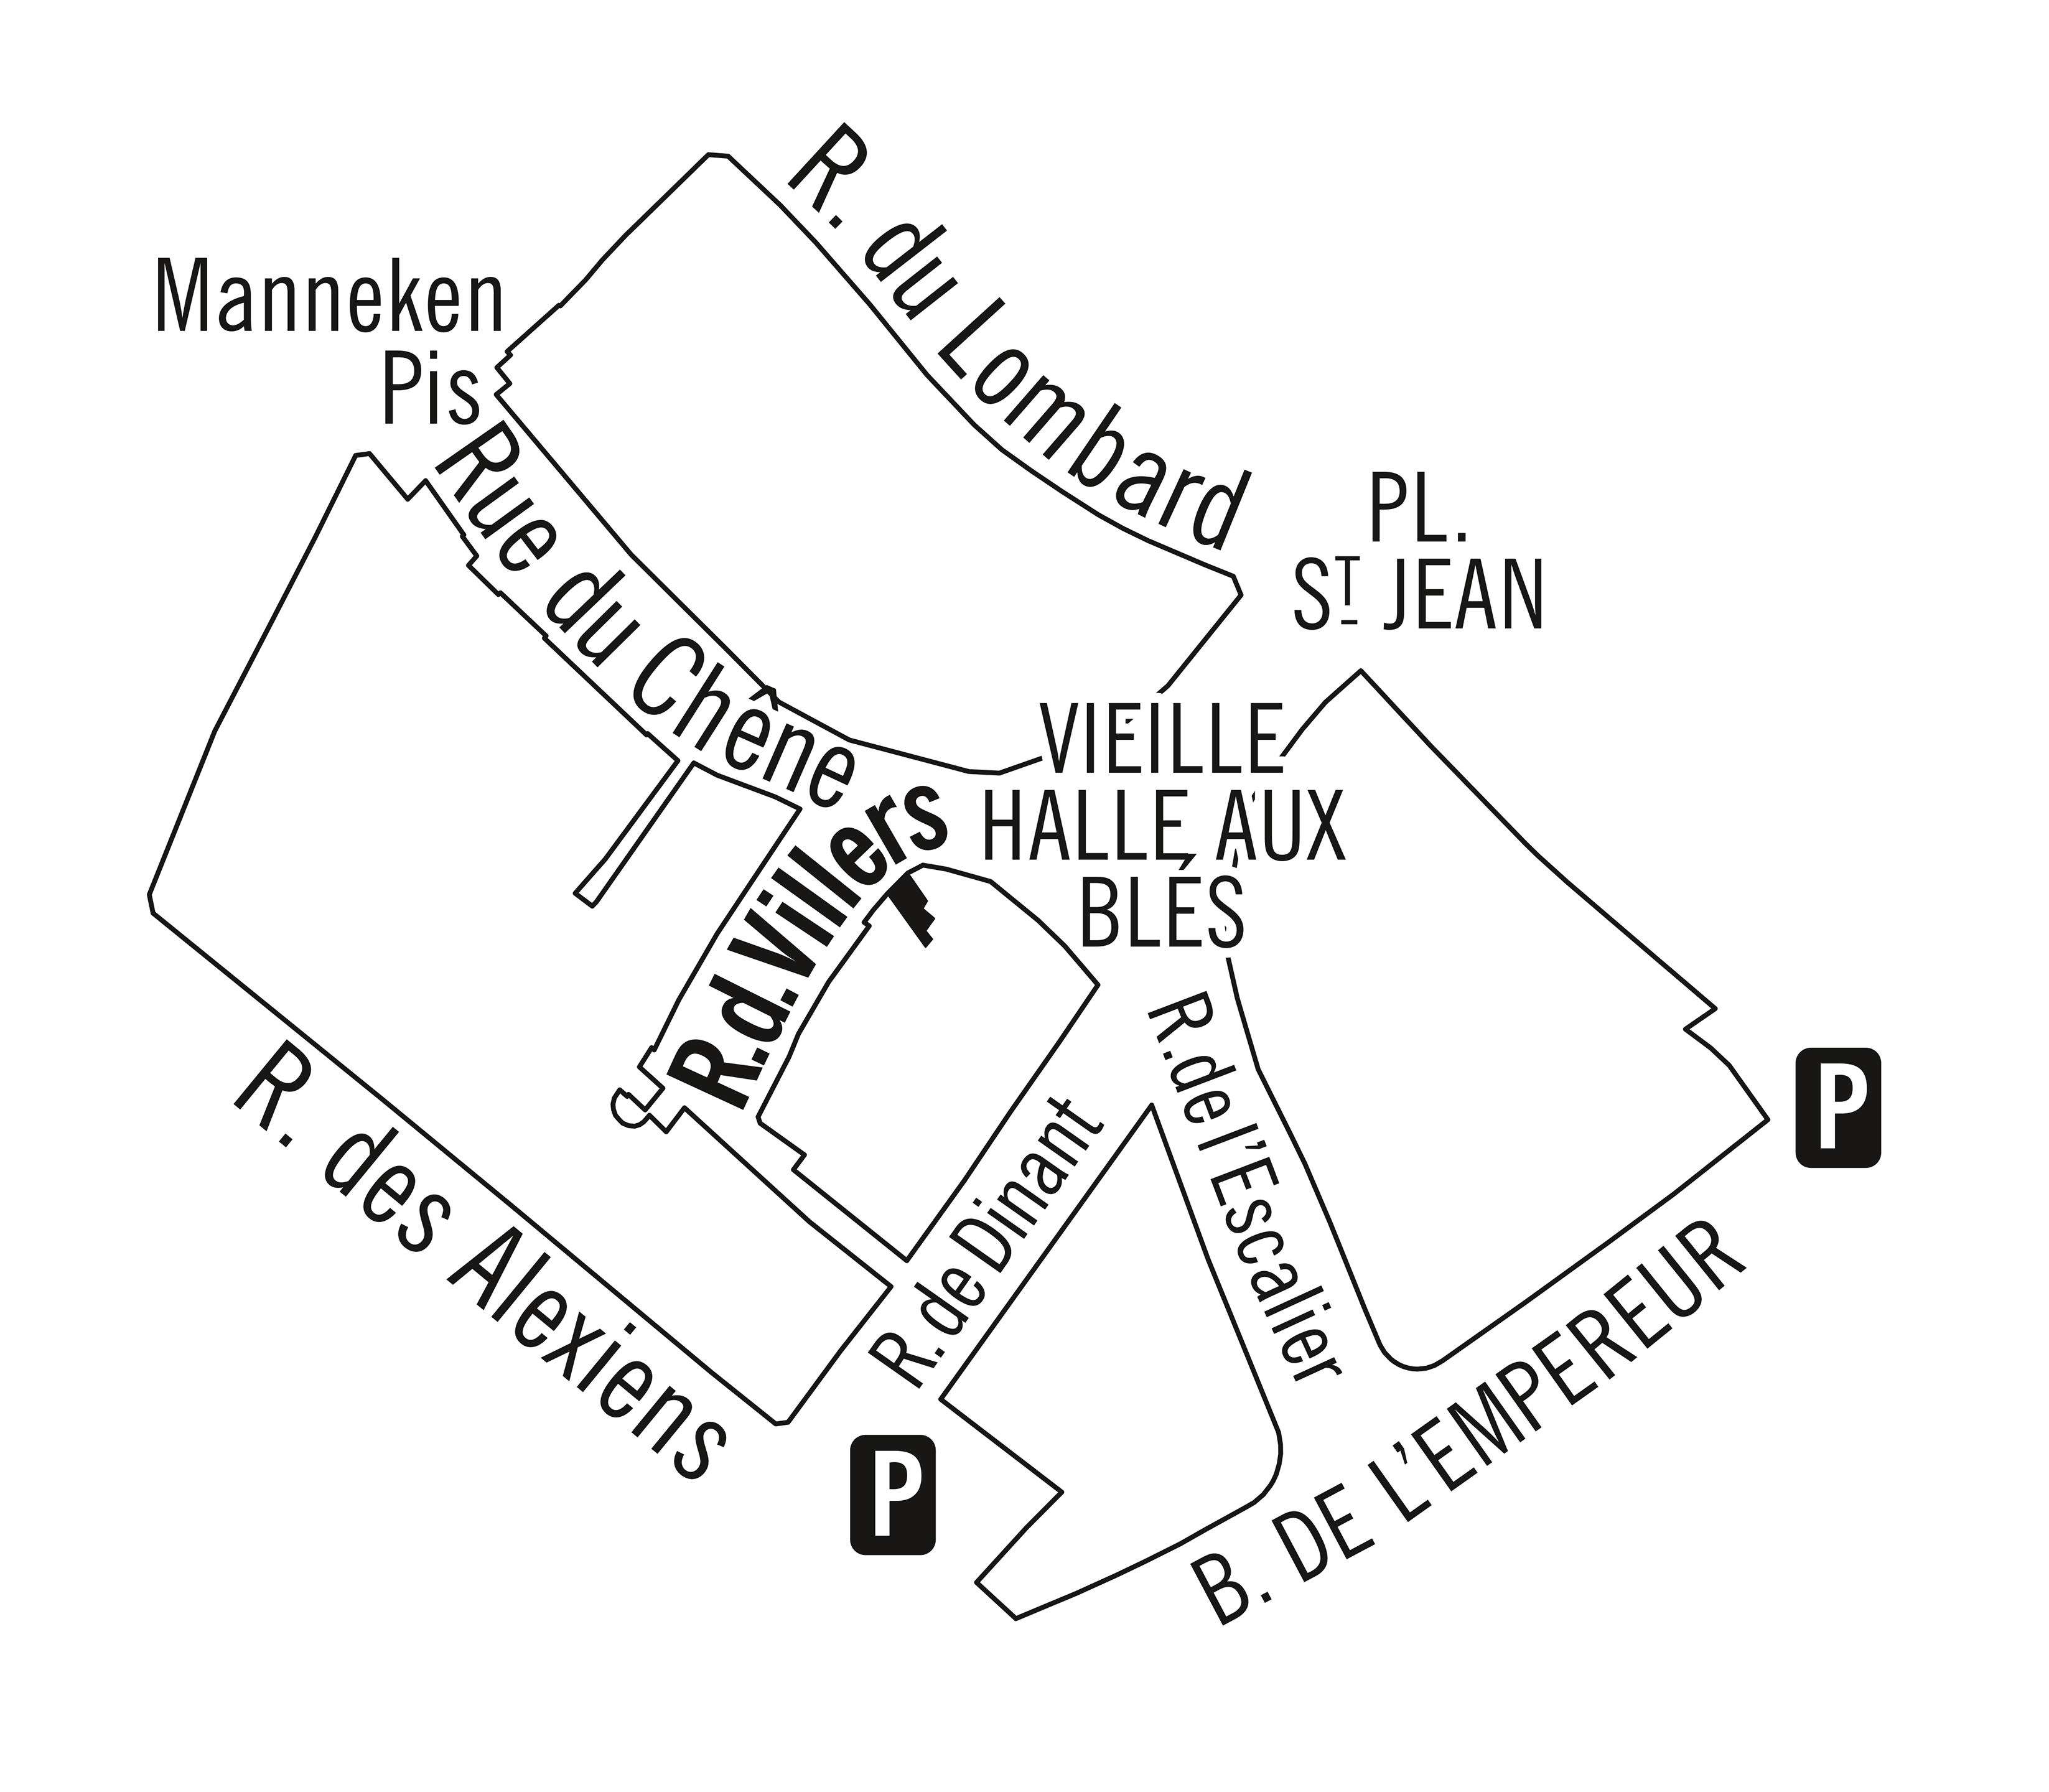 R. du Lombard
Manneken
Pis
Rue du Chêne
PL.
ST JEAN
VIEILLE
HALLE AUX
BLÉS
R.d.Villers
R. des Alexiens
R. de Dinant
R. de l'Escalier
B. DE L'EMPEREUR
P
P